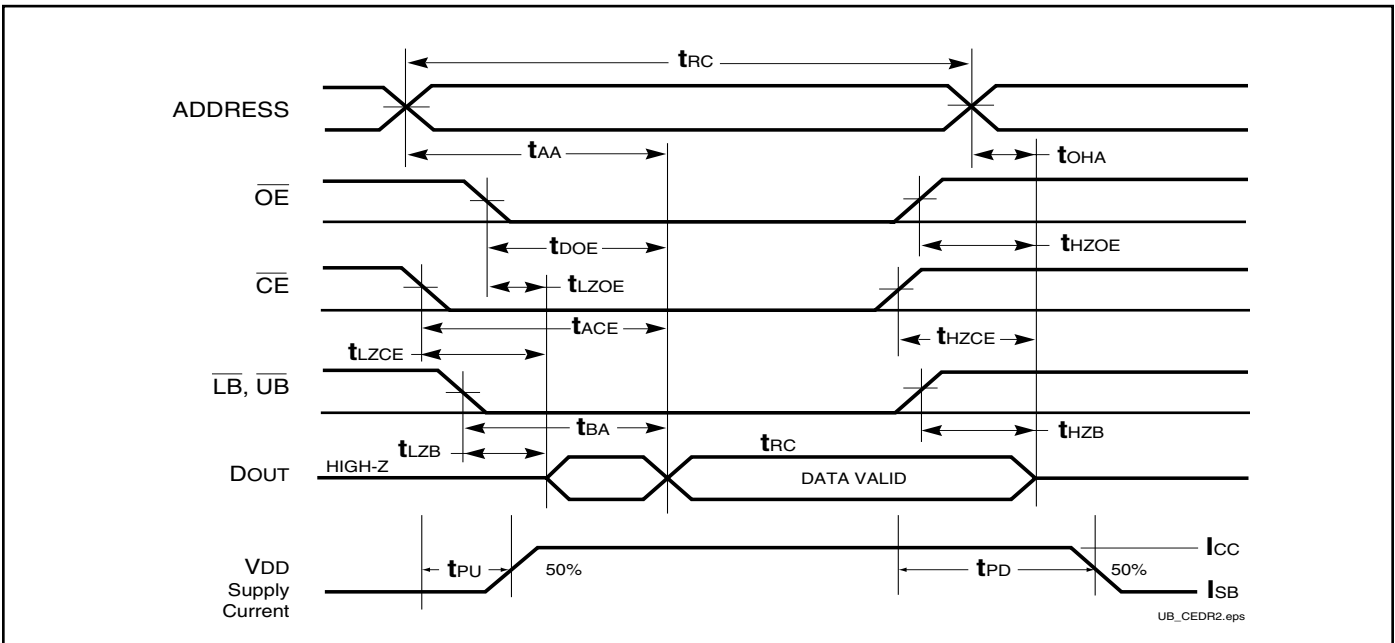 tRC
ADDRESS
tAA
tOHA
OE
tDOE
tHZOE
CE
tLZOE
tACE
tHZCE
tLZCE
LB, UB
tBA
tHZB
tLZB
tRC
DOUT
HIGH-Z
DATA VALID
ICC
VDD
Supply
Current
tPU
50%
tPD
50%
ISB
UB_CEDR2.eps